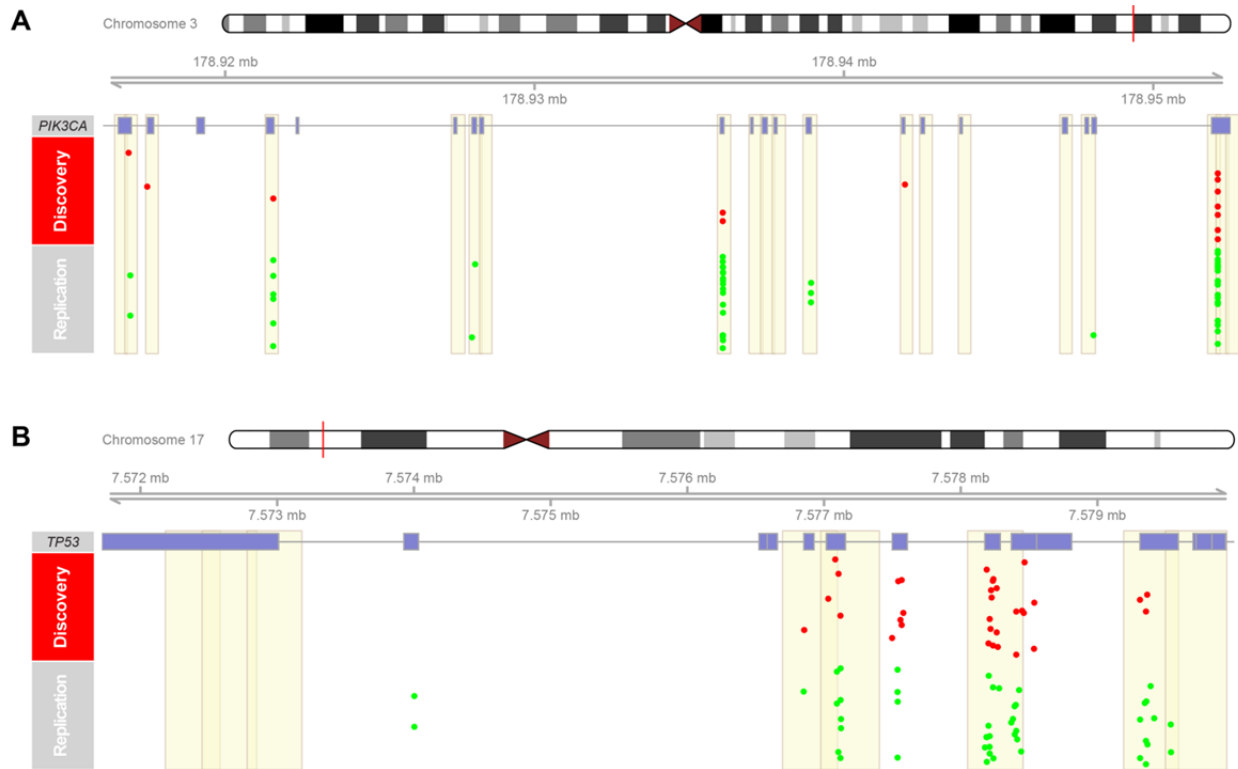 A
Chromosome 3
178.92 mb
178.94 mb
178.93 mb
178.95 mb
PIK3CA
Discovery
Replication
B
Chromosome 17
7.572 mb
7.574 mb
7.576 mb
7.578 mb
7.573 mb
7.575 mb
7.577 mb
7.579 mb
TP53
Discovery
Replication